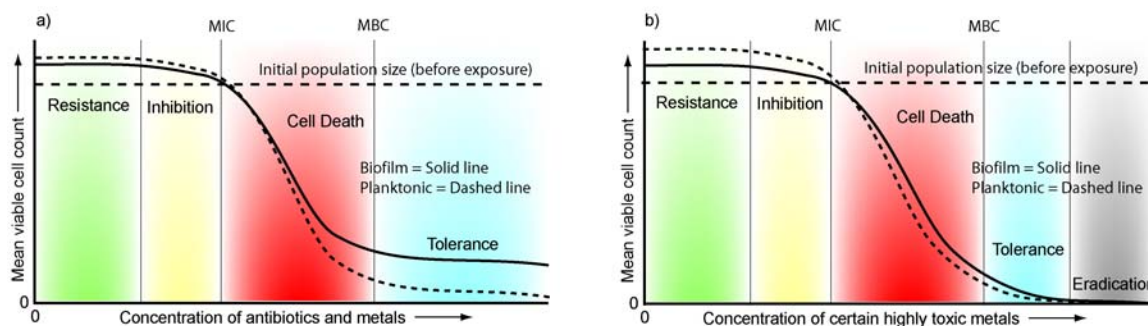 a)
MIC
MBC
Initial population size (before exposure)
Resistance
Inhibition
Cell Death
Biofilm = Solid line
Planktonic = Dashed line
Tolerance
Mean viable cell count
0
0
Concentration of antibiotics and metals
b)
MIC
MBC
Initial population size (before exposure)
Resistance
Inhibition
Cell Death
Biofilm = Solid line
Planktonic = Dashed line
Tolerance
Eradication
Mean viable cell count
0
0
Concentration of certain highly toxic metals